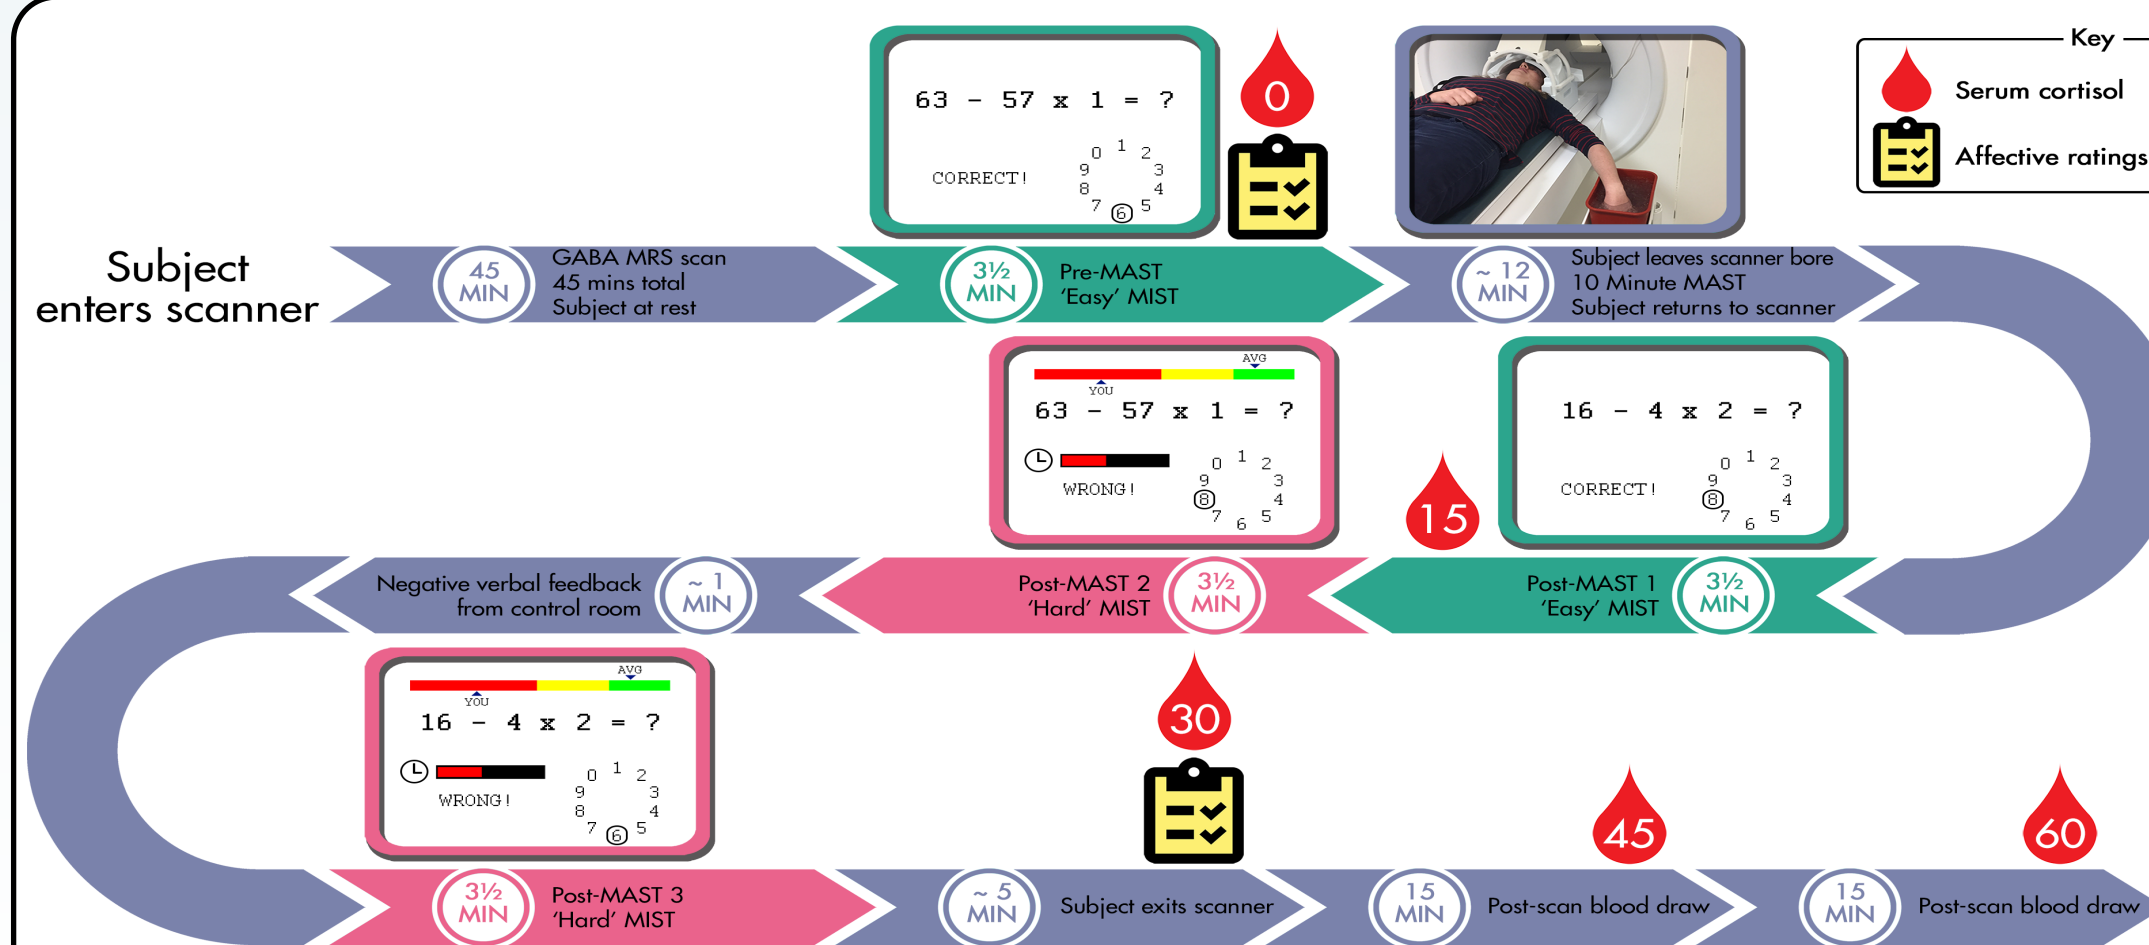 Key
Serum cortisol
Affective ratings
63 - 57 x 1 = ?
CORRECT!
0 1 2 3 4 5 6 7 8 9
0
Subject
enters scanner
45
MIN
GABA MRS scan
45 mins total
Subject at rest
3½
MIN
Pre-MAST
'Easy' MIST
~ 12
MIN
Subject leaves scanner bore
10 Minute MAST
Subject returns to scanner
16 - 4 x 2 = ?
CORRECT!
0 1 2 3 4 5 6 7 8 9
15
3½
MIN
Post-MAST 1
'Easy' MIST
AVG
YOU
63 - 57 x 1 = ?
WRONG!
0 1 2 3 4 5 6 7 8 9
3½
MIN
Post-MAST 2
'Hard' MIST
~ 1
MIN
Negative verbal feedback
from control room
AVG
YOU
16 - 4 x 2 = ?
WRONG!
0 1 2 3 4 5 6 7 8 9
3½
MIN
Post-MAST 3
'Hard' MIST
30
~ 5
MIN
Subject exits scanner
45
15
MIN
Post-scan blood draw
60
15
MIN
Post-scan blood draw